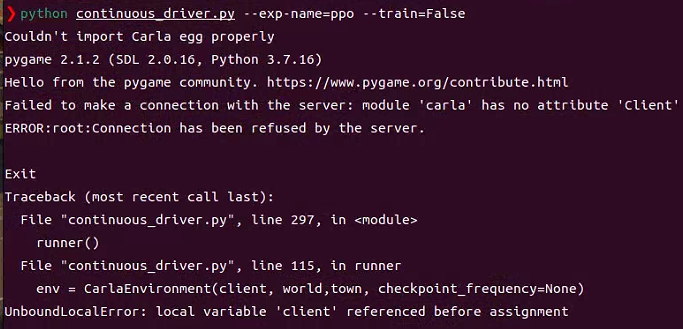 ❯ python continuous_driver.py --exp-name=ppo --train=False
Couldn't import Carla egg properly
pygame 2.1.2 (SDL 2.0.16, Python 3.7.16)
Hello from the pygame community. https://www.pygame.org/contribute.html
Failed to make a connection with the server: module 'carla' has no attribute 'Client'
ERROR:root:Connection has been refused by the server.
Exit
Traceback (most recent call last):
  File "continuous_driver.py", line 297, in <module>
    runner()
  File "continuous_driver.py", line 115, in runner
    env = CarlaEnvironment(client, world,town, checkpoint_frequency=None)
UnboundLocalError: local variable 'client' referenced before assignment